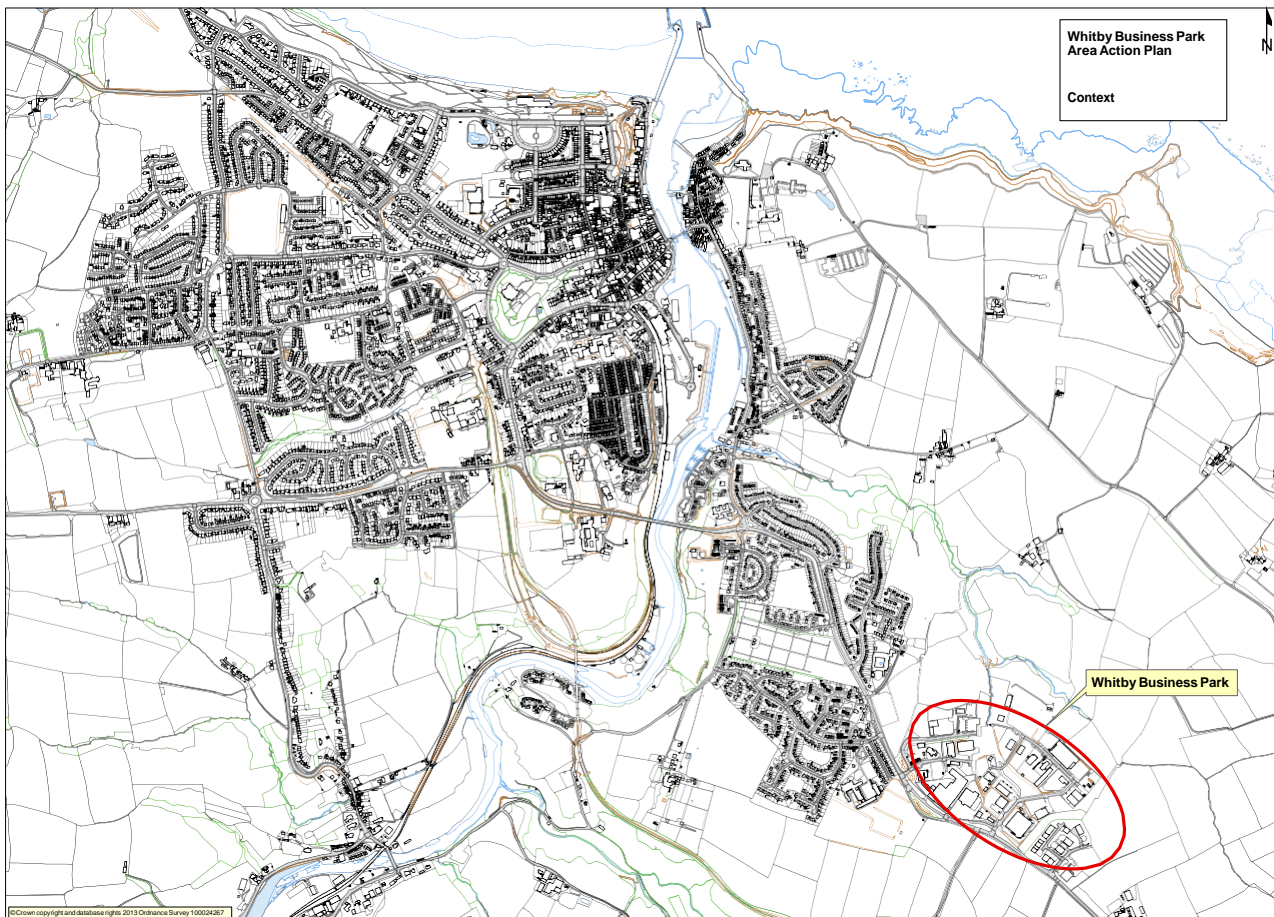 Whitby Business Park
Area Action Plan
Context
N
Whitby Business Park
©Crown copyright and database rights 2013 Ordnance Survey 100024267